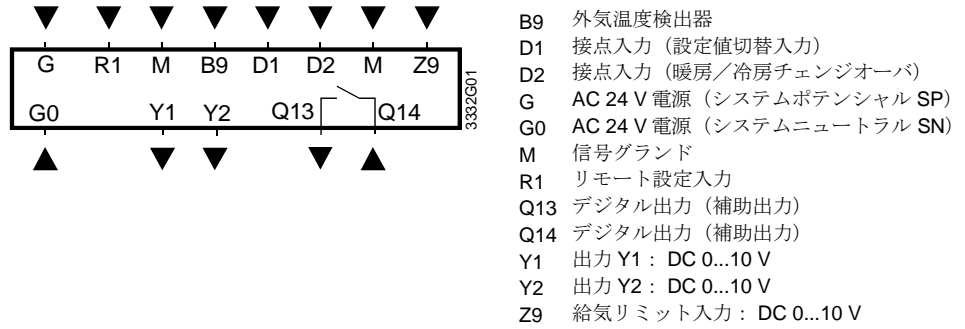 G R1 M B9 D1 D2 M Z9
G0 Y1 Y2 Q13 Q14
3332G01
B9 外気温度検出器
D1 接点入力（設定値切替入力）
D2 接点入力（暖房／冷房チェンジオーバ）
G AC 24 V 電源（システムポテンシャル SP）
G0 AC 24 V 電源（システムニュートラル SN）
M 信号グランド
R1 リモート設定入力
Q13 デジタル出力（補助出力）
Q14 デジタル出力（補助出力）
Y1 出力 Y1： DC 0...10 V
Y2 出力 Y2： DC 0...10 V
Z9 給気リミット入力： DC 0...10 V